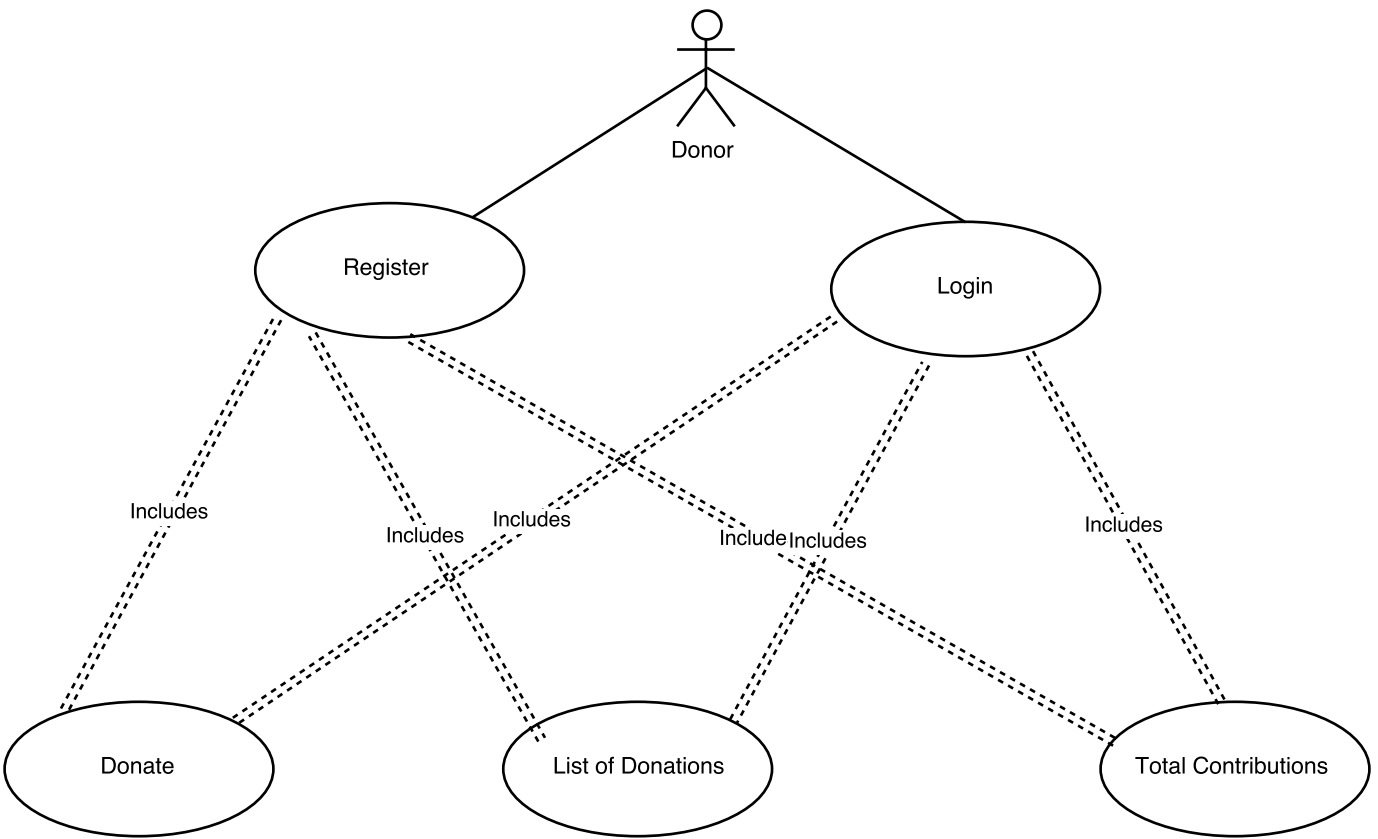 Donor
Register
Login
Includes
Includes
Includes
Include
Includes
Includes
Donate
List of Donations
Total Contributions